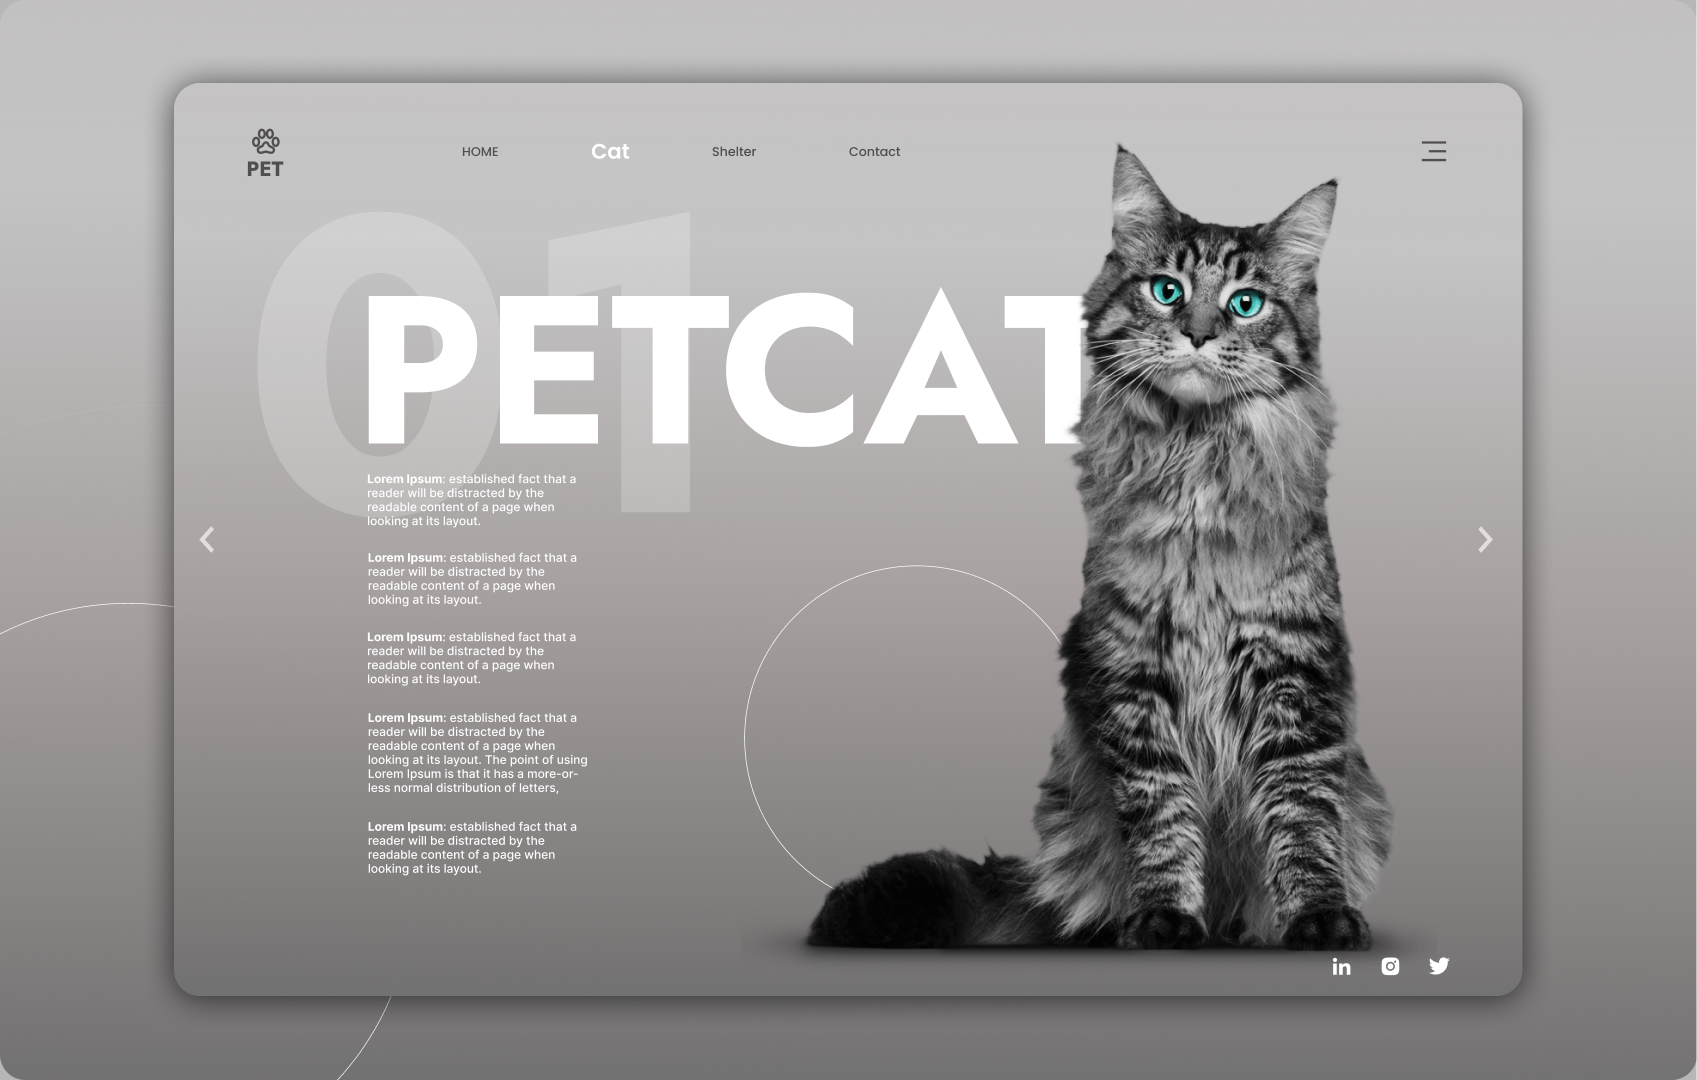 PET
HOME
Cat
Shelter
Contact
01
PETCAT
Lorem Ipsum: established fact that a
reader will be distracted by the
readable content of a page when
looking at its layout.
Lorem Ipsum: established fact that a
reader will be distracted by the
readable content of a page when
looking at its layout.
Lorem Ipsum: established fact that a
reader will be distracted by the
readable content of a page when
looking at its layout.
Lorem Ipsum: established fact that a
reader will be distracted by the
readable content of a page when
looking at its layout. The point of using
Lorem Ipsum is that it has a more-or-
less normal distribution of letters,
Lorem Ipsum: established fact that a
reader will be distracted by the
readable content of a page when
looking at its layout.
in